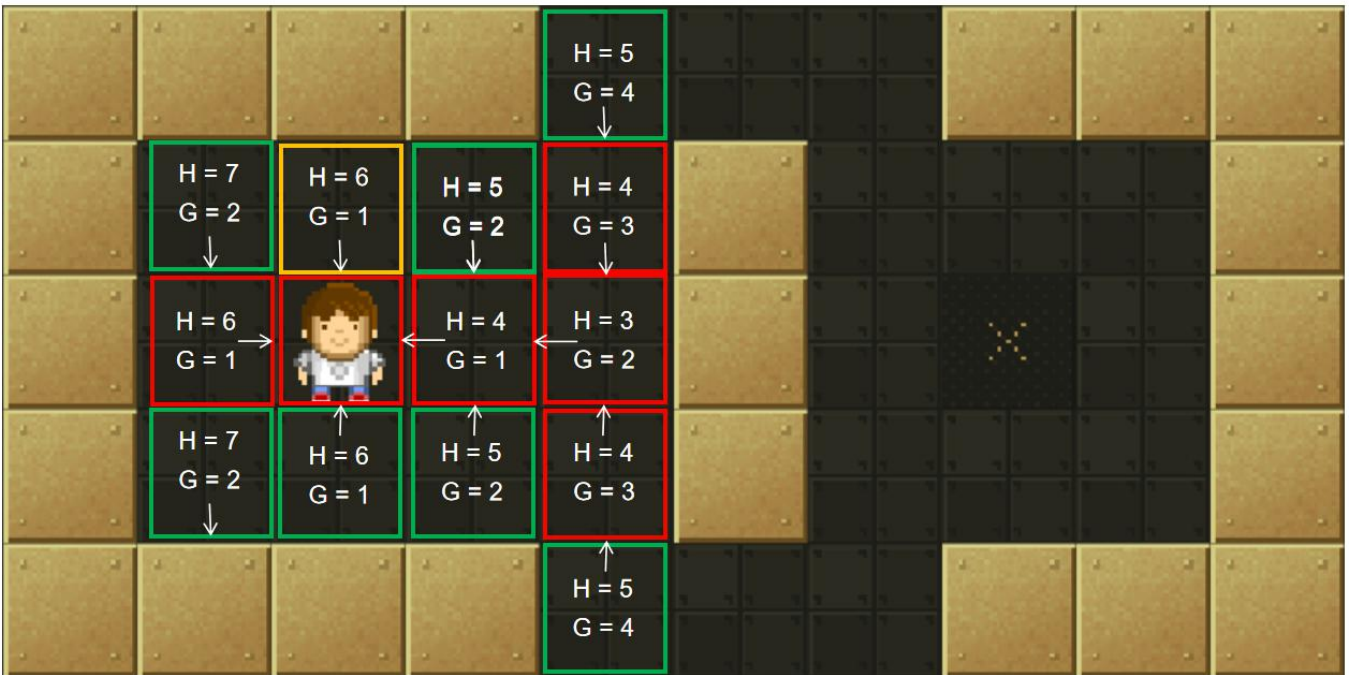 H = 5
G = 4
H = 7
G = 2
H = 6
G = 1
H = 5
G = 2
H = 4
G = 3
H = 6
G = 1
H = 4
G = 1
H = 3
G = 2
H = 7
G = 2
H = 6
G = 1
H = 5
G = 2
H = 4
G = 3
H = 5
G = 4